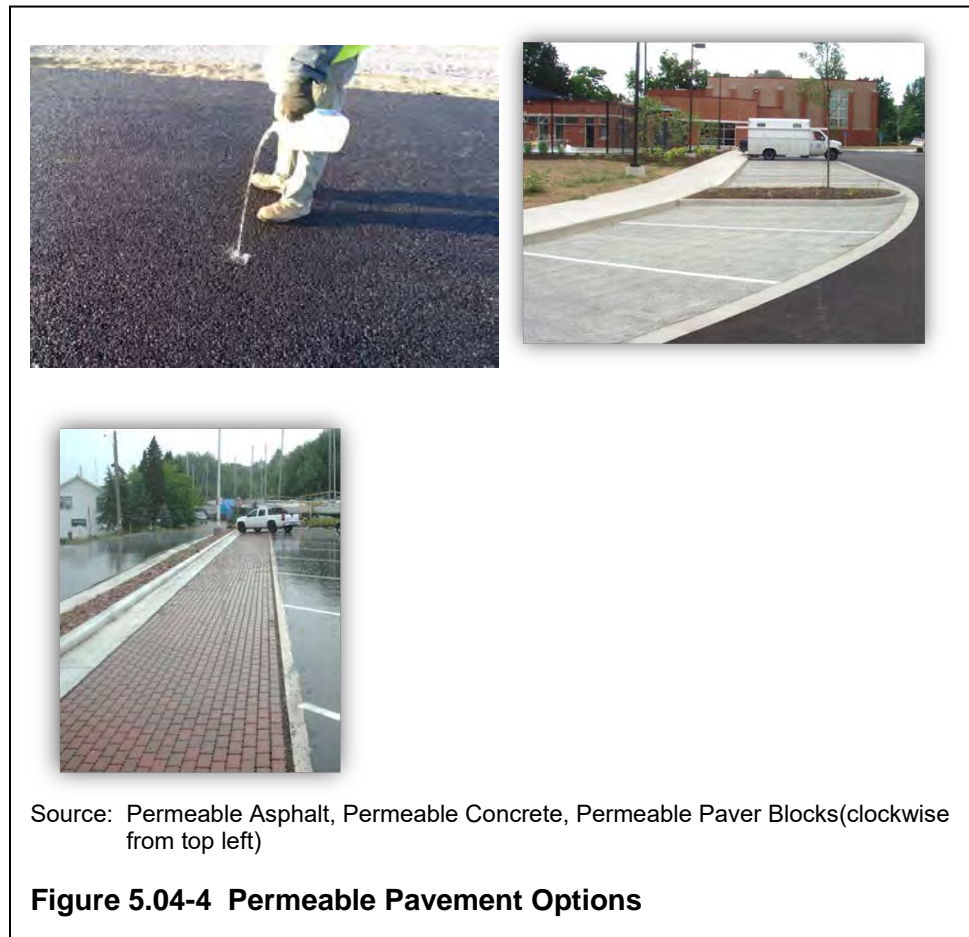 Source: Permeable Asphalt, Permeable Concrete, Permeable Paver Blocks(clockwise
from top left)
Figure 5.04-4 Permeable Pavement Options